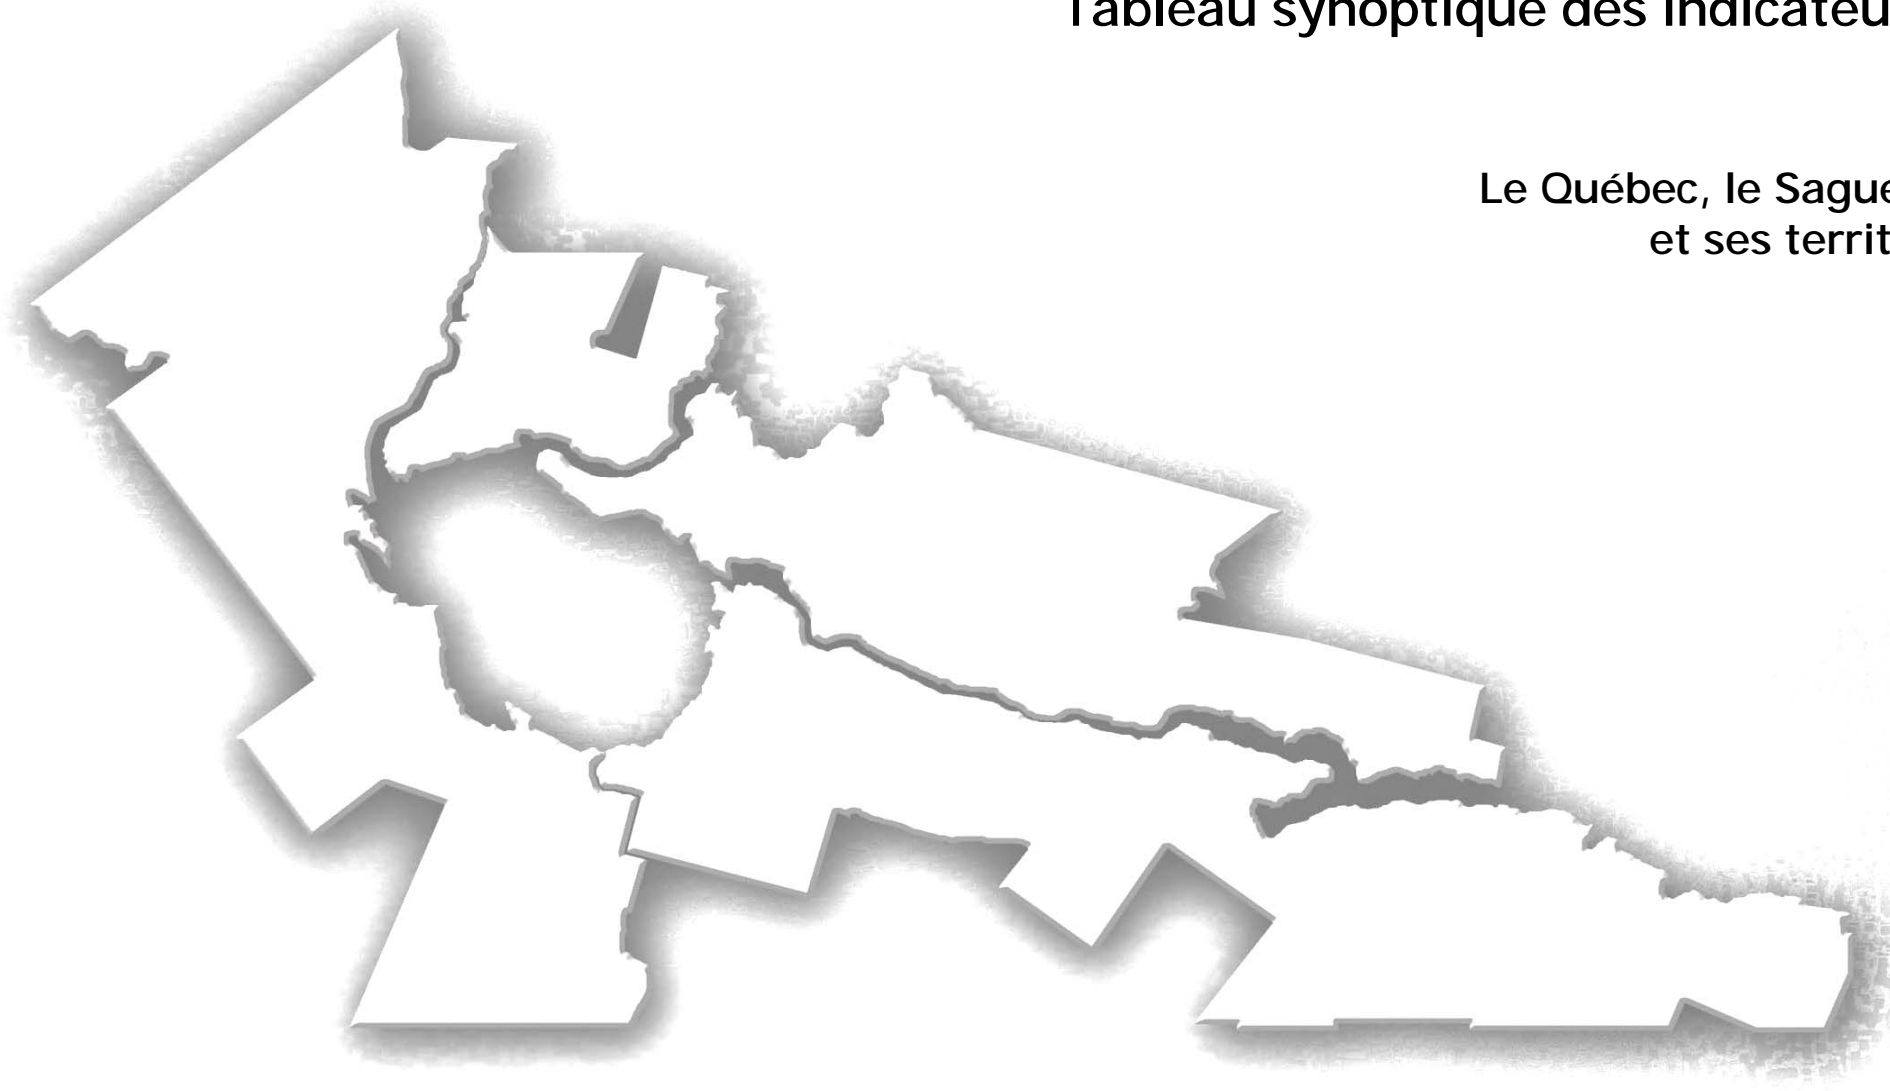 Tableau synoptique des indicateu
Le Québec, le Sague
et ses territ